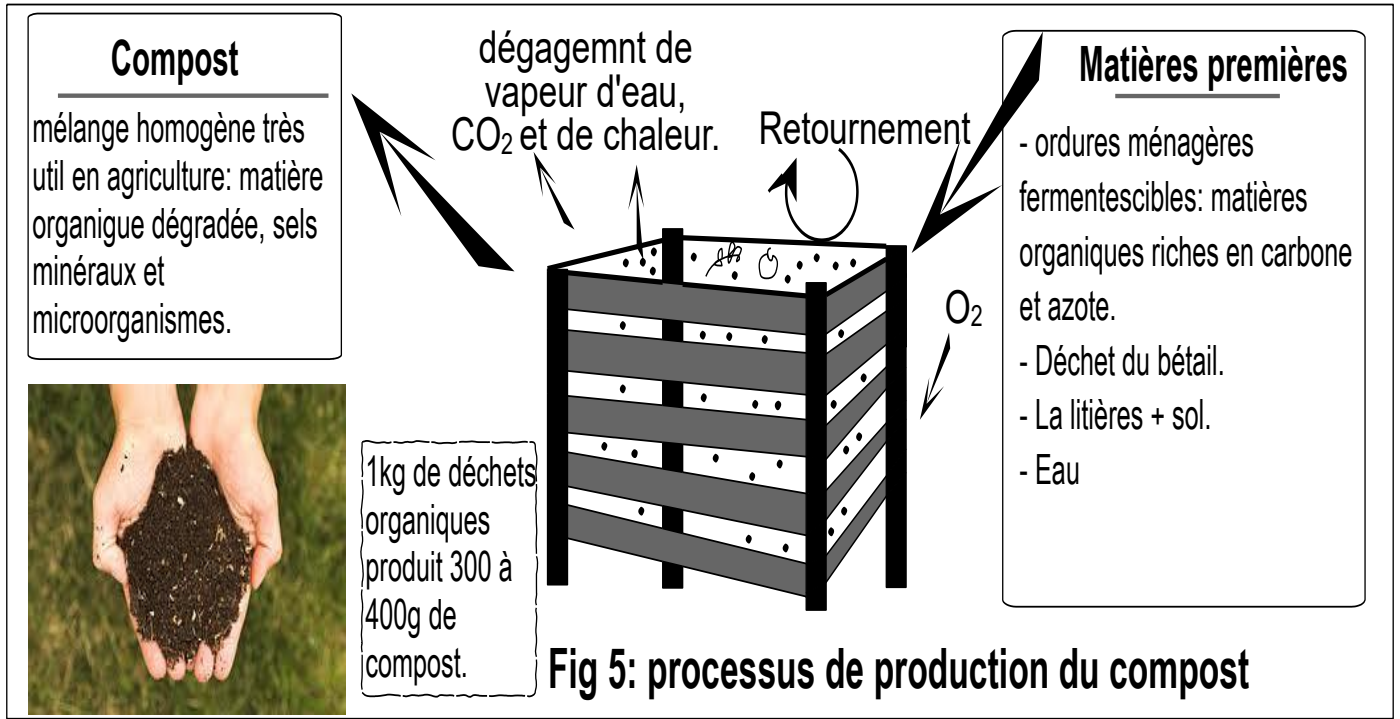 Compost
mélange homogène très
util en agriculture: matière
organigue dégradée, sels
minéraux et
microorganismes.
dégagemnt de
vapeur d'eau,
CO₂ et de chaleur.
Retournement
O₂
Matières premières
- ordures ménagères
fermentescibles: matières
organiques riches en carbone
et azote.
- Déchet du bétail.
- La litières + sol.
- Eau
1kg de déchets
organiques
produit 300 à
400g de
compost.
Fig 5: processus de production du compost